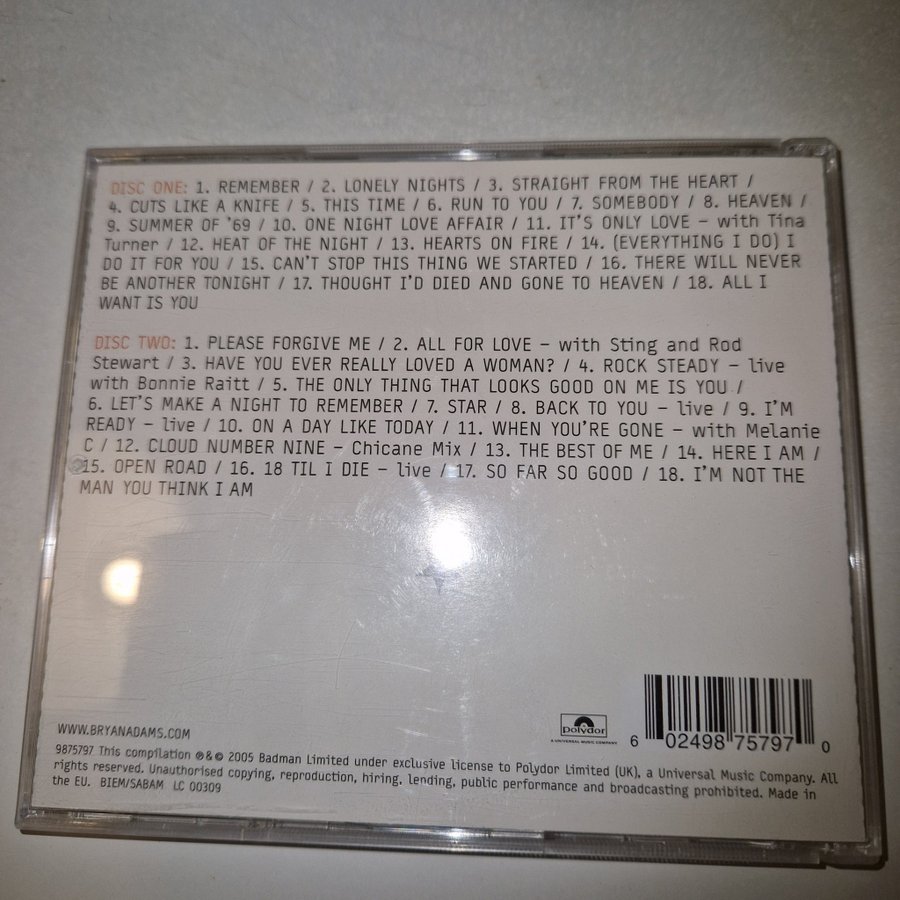 DISC ONE: 1. REMEMBER / 2. LONELY NIGHTS / 3. STRAIGHT FROM THE HEART /
4. CUTS LIKE A KNIFE / 5. THIS TIME / 6. RUN TO YOU / 7. SOMEBODY / 8. HEAVEN /
9. SUMMER OF '69 / 10. ONE NIGHT LOVE AFFAIR / 11. IT'S ONLY LOVE – with Tina
Turner / 12. HEAT OF THE NIGHT / 13. HEARTS ON FIRE / 14. (EVERYTHING I DO) I
DO IT FOR YOU / 15. CAN'T STOP THIS THING WE STARTED / 16. THERE WILL NEVER
BE ANOTHER TONIGHT / 17. THOUGHT I'D DIED AND GONE TO HEAVEN / 18. ALL I
WANT IS YOU
DISC TWO: 1. PLEASE FORGIVE ME / 2. ALL FOR LOVE – with Sting and Rod
Stewart / 3. HAVE YOU EVER REALLY LOVED A WOMAN? / 4. ROCK STEADY – live
with Bonnie Raitt / 5. THE ONLY THING THAT LOOKS GOOD ON ME IS YOU /
6. LET'S MAKE A NIGHT TO REMEMBER / 7. STAR / 8. BACK TO YOU – live / 9. I'M
READY – live / 10. ON A DAY LIKE TODAY / 11. WHEN YOU'RE GONE – with Melanie
C / 12. CLOUD NUMBER NINE – Chicane Mix / 13. THE BEST OF ME / 14. HERE I AM /
15. OPEN ROAD / 16. 18 TIL I DIE – live / 17. SO FAR SO GOOD / 18. I'M NOT THE
MAN YOU THINK I AM
WWW.BRYANADAMS.COM
polydor
A UNIVERSAL MUSIC COMPANY
6 02498 75797 0
9875797 This compilation ℗&© 2005 Badman Limited under exclusive license to Polydor Limited (UK), a Universal Music Company. All
rights reserved. Unauthorised copying, reproduction, hiring, lending, public performance and broadcasting prohibited. Made in
the EU. BIEM/SABAM LC 00309